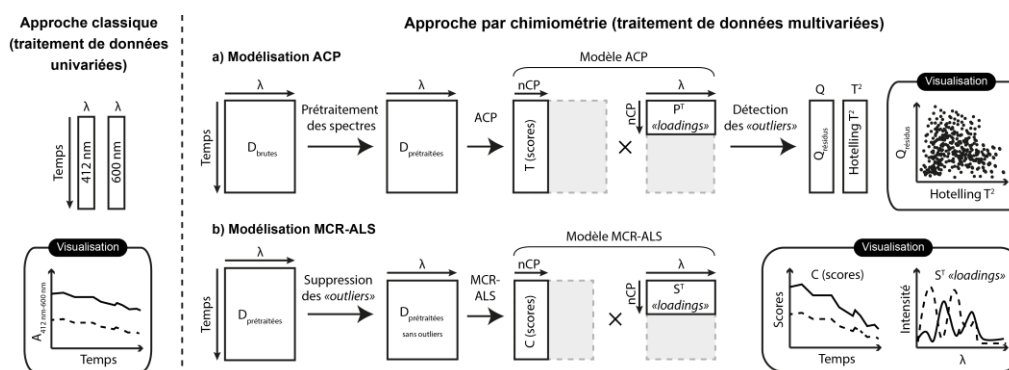 Approche classique
(traitement de données
univariées)
λ λ
Temps
412 nm
600 nm
Visualisation
A412 nm-600 nm
Temps
Approche par chimiométrie (traitement de données multivariées)
a) Modélisation ACP
λ
Temps
Dbrutes
Prétraitement
des spectres
λ
Dprétraitées
ACP
Modèle ACP
nCP
T (scores)
×
λ
nCP
Pᵀ
«loadings»
Détection
des «outliers»
Q T²
Qrésidus
Hotelling T²
Visualisation
Qrésidus
Hotelling T²
b) Modélisation MCR-ALS
λ
Temps
Dprétraitées
Suppression
des «outliers»
λ
Dprétraitées
sans outliers
MCR-
ALS
Modèle MCR-ALS
nCP
C (scores)
×
λ
nCP
Sᵀ
«loadings»
Visualisation
C (scores)
Scores
Temps
Sᵀ «loadings»
Intensité
λ